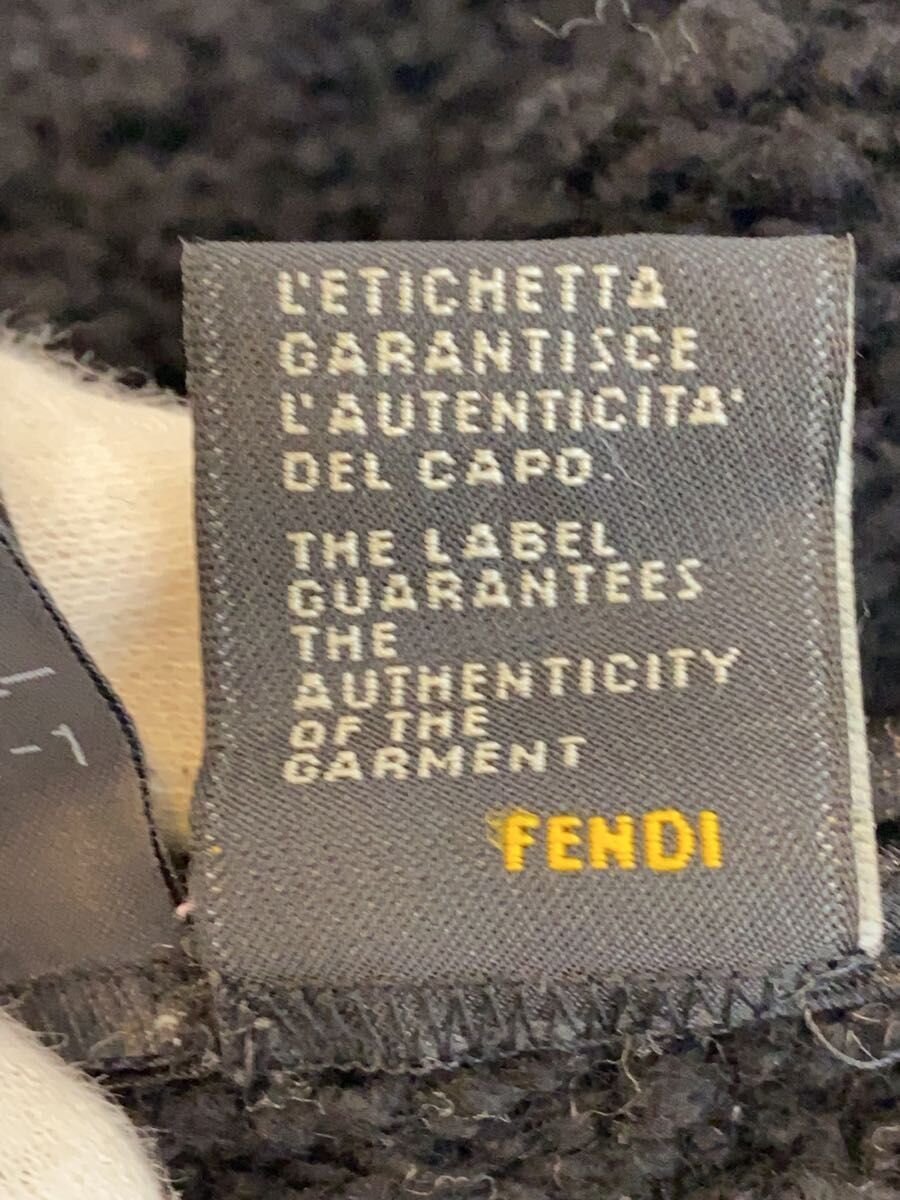 L'ETICHETTA
GARANTISCE
L'AUTENTICITA'
DEL CAPO.
THE LABEL
GUARANTEES
THE
AUTHENTICITY
OF THE
GARMENT
FENDI